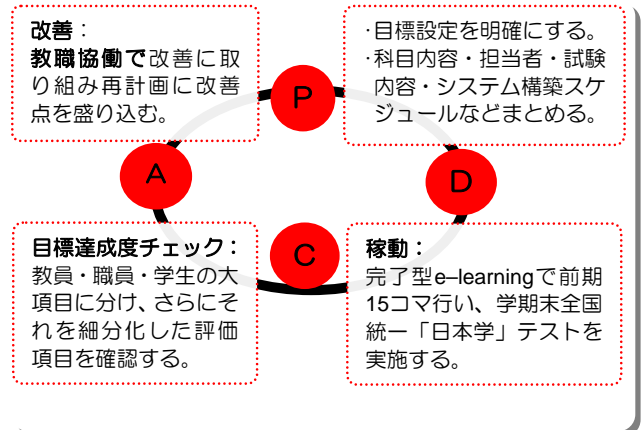 改善：
教職協働で改善に取
り組み再計画に改善
点を盛り込む。
・目標設定を明確にする。
・科目内容・担当者・試験
内容・システム構築スケ
ジュールなどまとめる。
P
A
D
C
目標達成度チェック：
教員・職員・学生の大
項目に分け、さらにそ
れを細分化した評価
項目を確認する。
稼動：
完了型e–learningで前期
15コマ行い、学期末全国
統一「日本学」テストを
実施する。